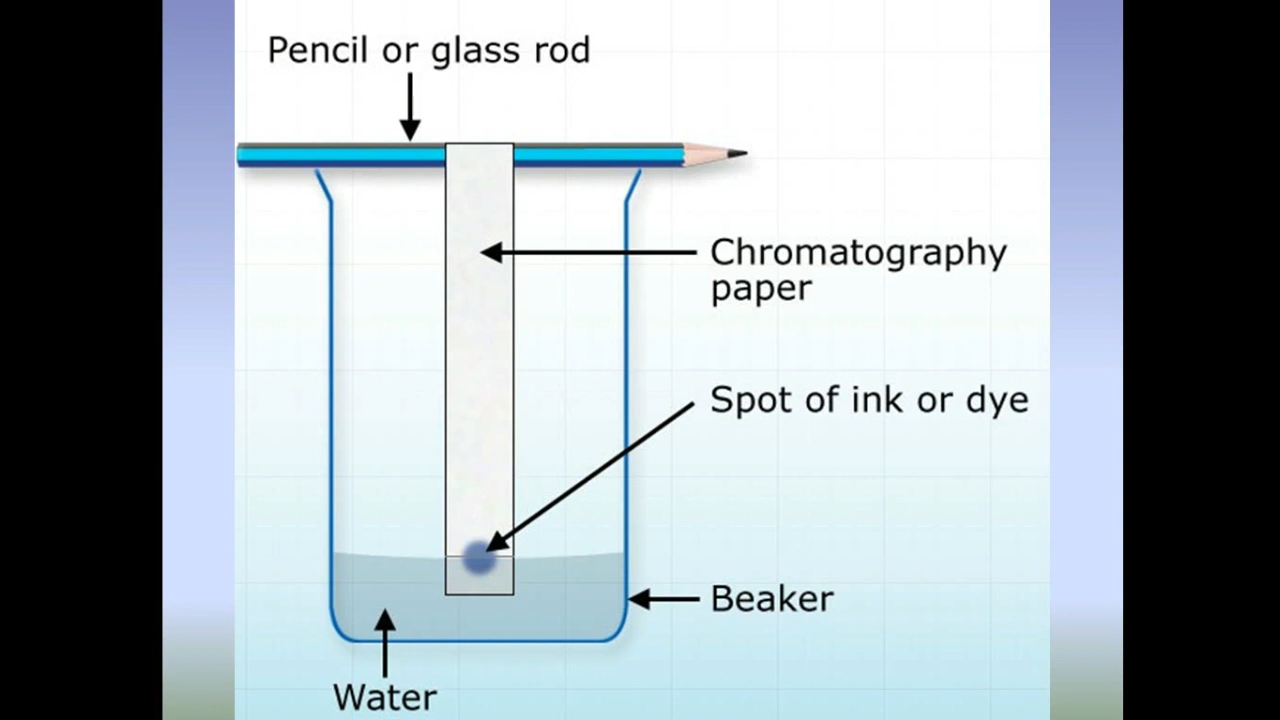 Pencil or glass rod
Chromatography
paper
Spot of ink or dye
Beaker
Water